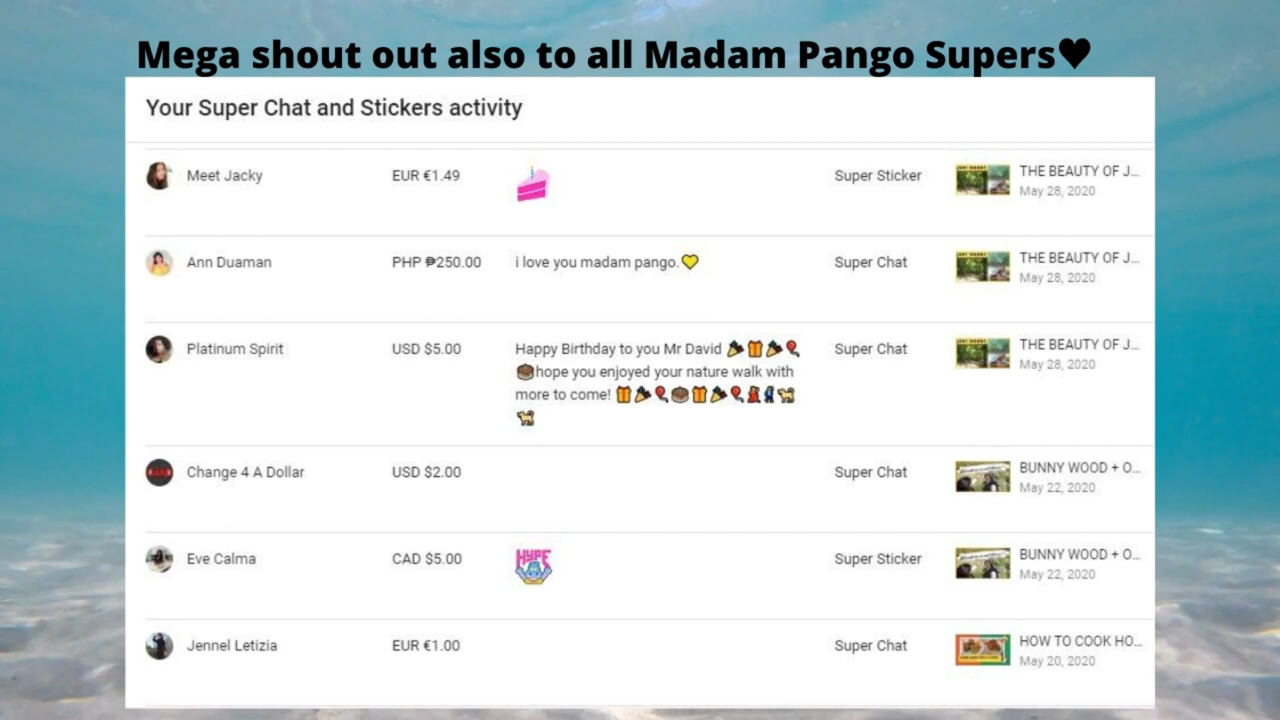 Mega shout out also to all Madam Pango Supers♥
Your Super Chat and Stickers activity
Meet Jacky EUR €1.49 Super Sticker THE BEAUTY OF J...
May 28, 2020
Ann Duaman PHP ₱250.00 i love you madam pango.💛 Super Chat THE BEAUTY OF J...
May 28, 2020
Platinum Spirit USD $5.00 Happy Birthday to you Mr David 🎉🎁🎉🎈 Super Chat THE BEAUTY OF J...
May 28, 2020
🎂hope you enjoyed your nature walk with
more to come! 🎁🎉🎈🎂🎁🎉🎈💃🕺🐕
🐕
Change 4 A Dollar USD $2.00 Super Chat BUNNY WOOD + O...
May 22, 2020
Eve Calma CAD $5.00 HYPE Super Sticker BUNNY WOOD + O...
May 22, 2020
Jennel Letizia EUR €1.00 Super Chat HOW TO COOK HO...
May 20, 2020